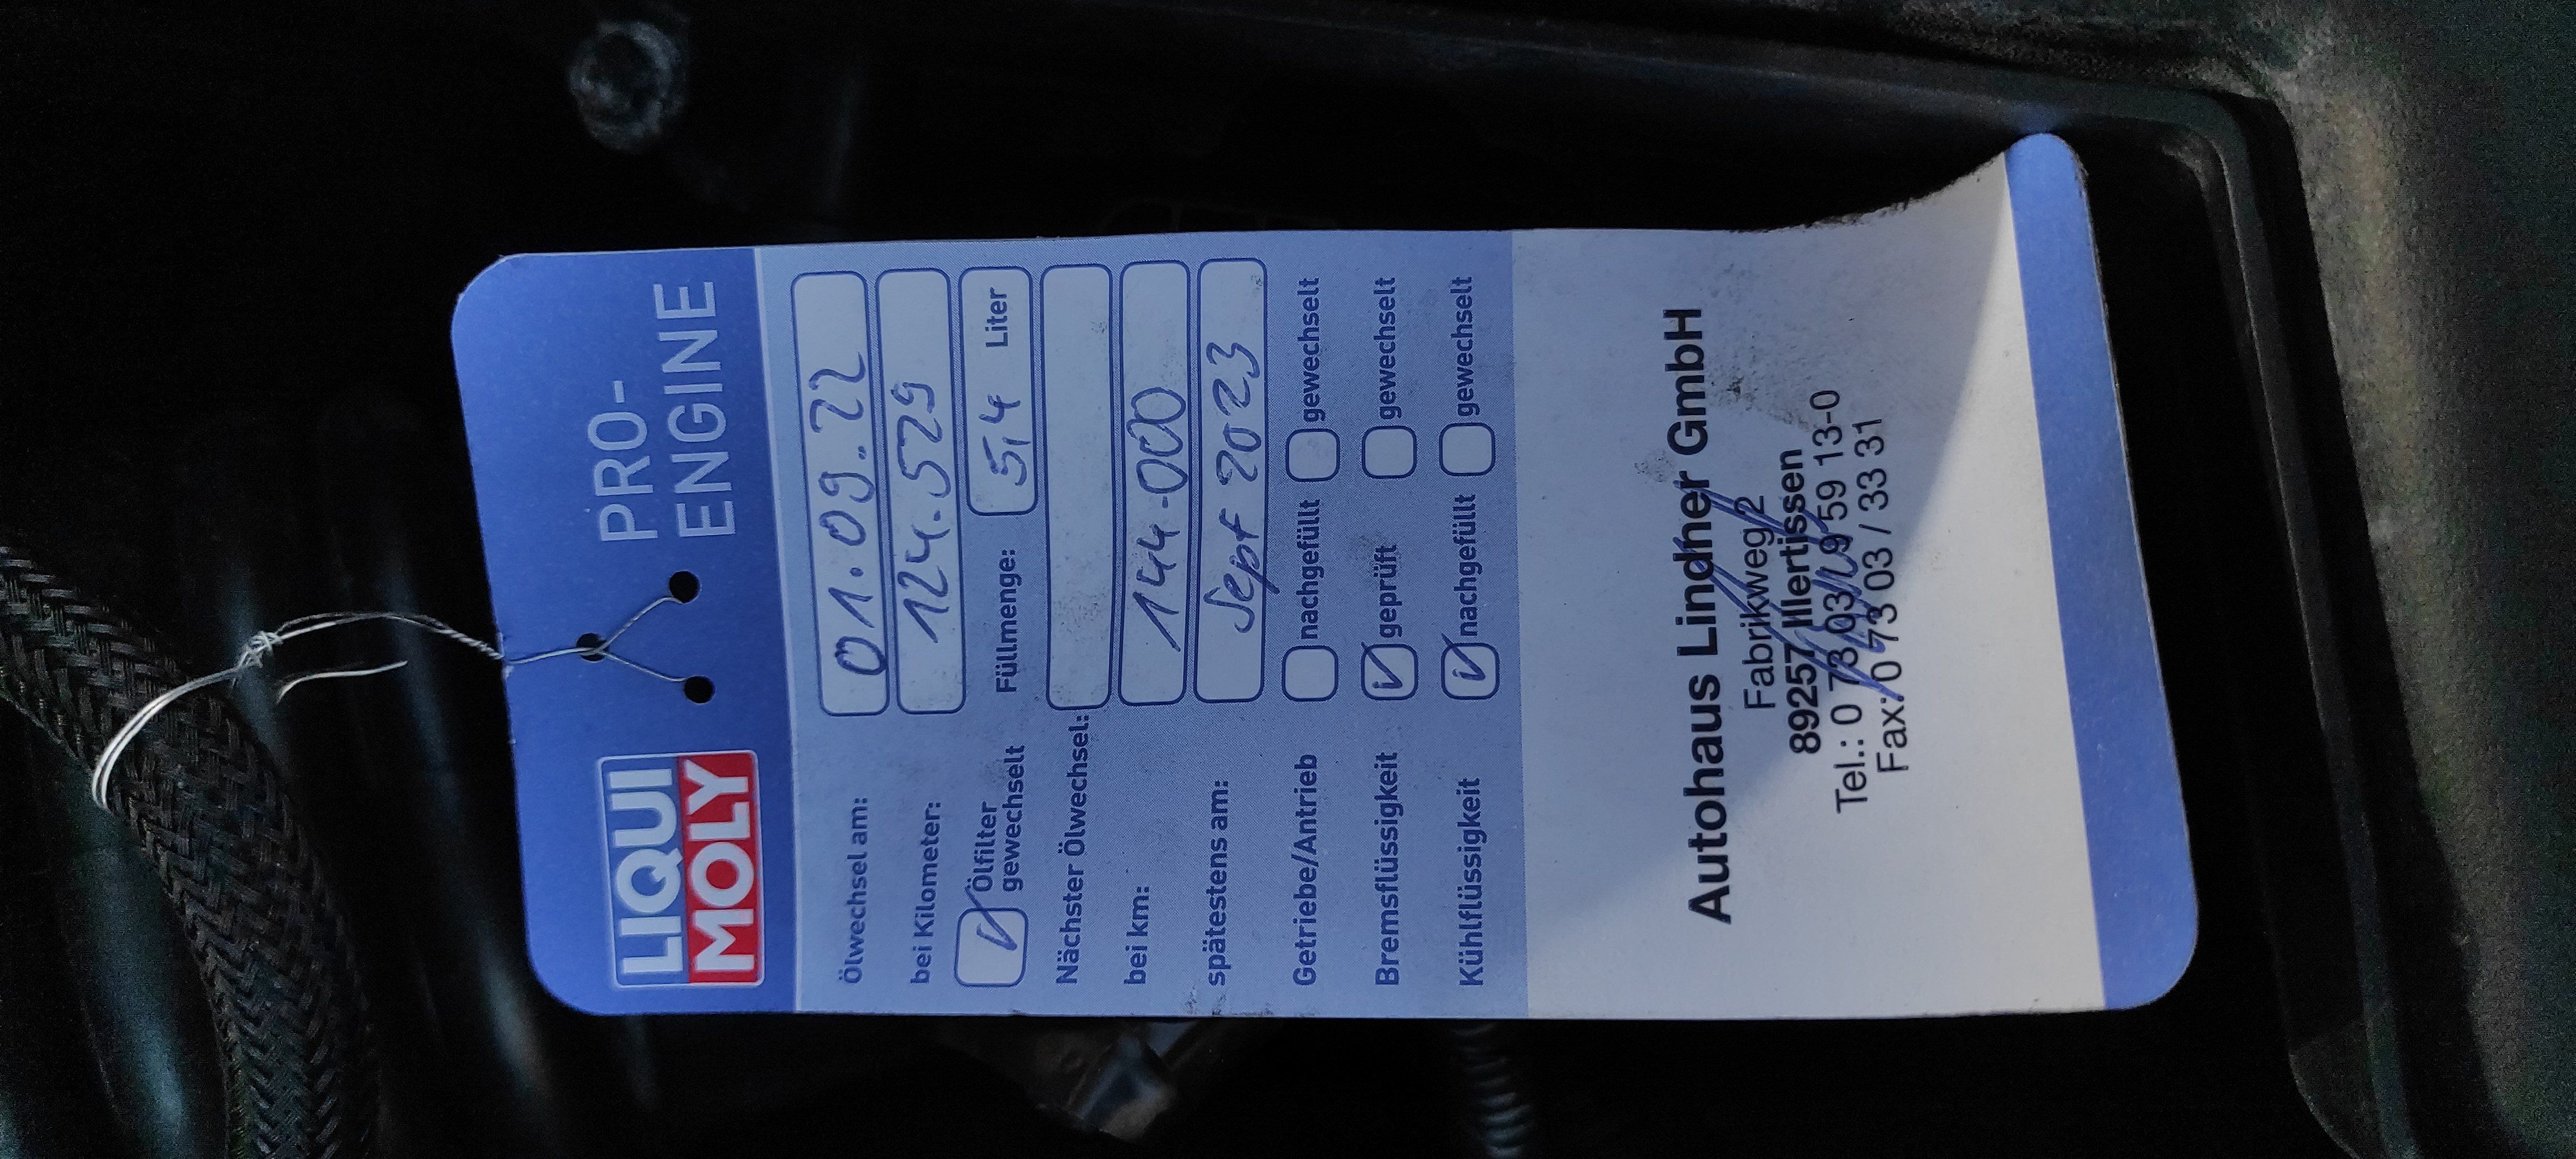 LIQUI
MOLY
PRO-
ENGINE
Ölwechsel am: 01.09.22
bei Kilometer: 124.529
Ölfilter gewechselt Füllmenge: 5,4 Liter
Nächster Ölwechsel:
bei km: 144.000
spätestens am: Sept 2023
Getriebe/Antrieb nachgefüllt gewechselt
Bremsflüssigkeit geprüft gewechselt
Kühlflüssigkeit nachgefüllt gewechselt
Autohaus Lindner GmbH
Fabrikweg 2
89257 Illertissen
Tel.: 0 73 03 / 9 59 13-0
Fax: 0 73 03 / 33 31